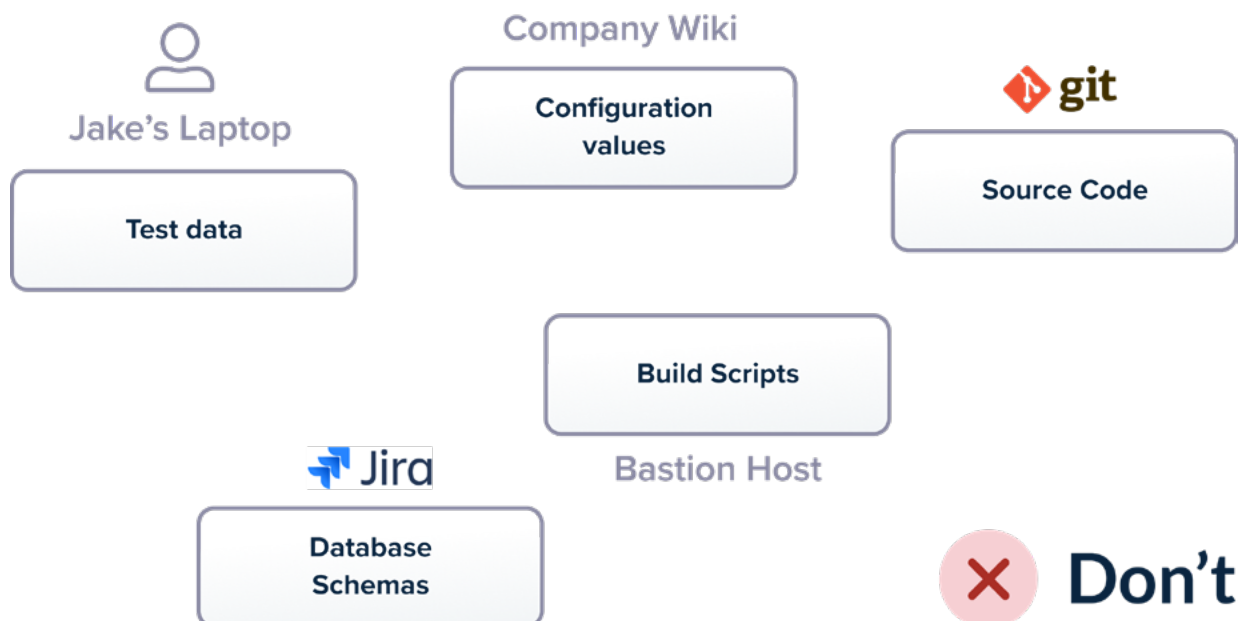 Company Wiki
Configuration
values
git
Source Code
Jake's Laptop
Test data
Build Scripts
Bastion Host
Jira
Database
Schemas
Don't